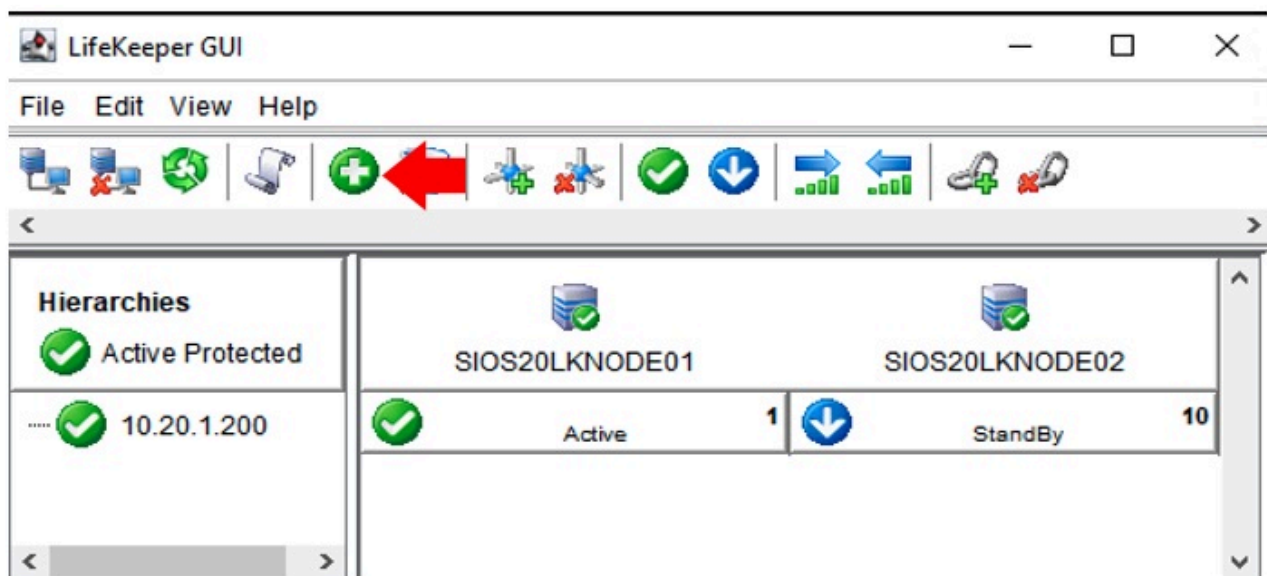 LifeKeeper GUI
File Edit View Help
Hierarchies
Active Protected
SIOS20LKNODE01
SIOS20LKNODE02
10.20.1.200
Active
1
StandBy
10